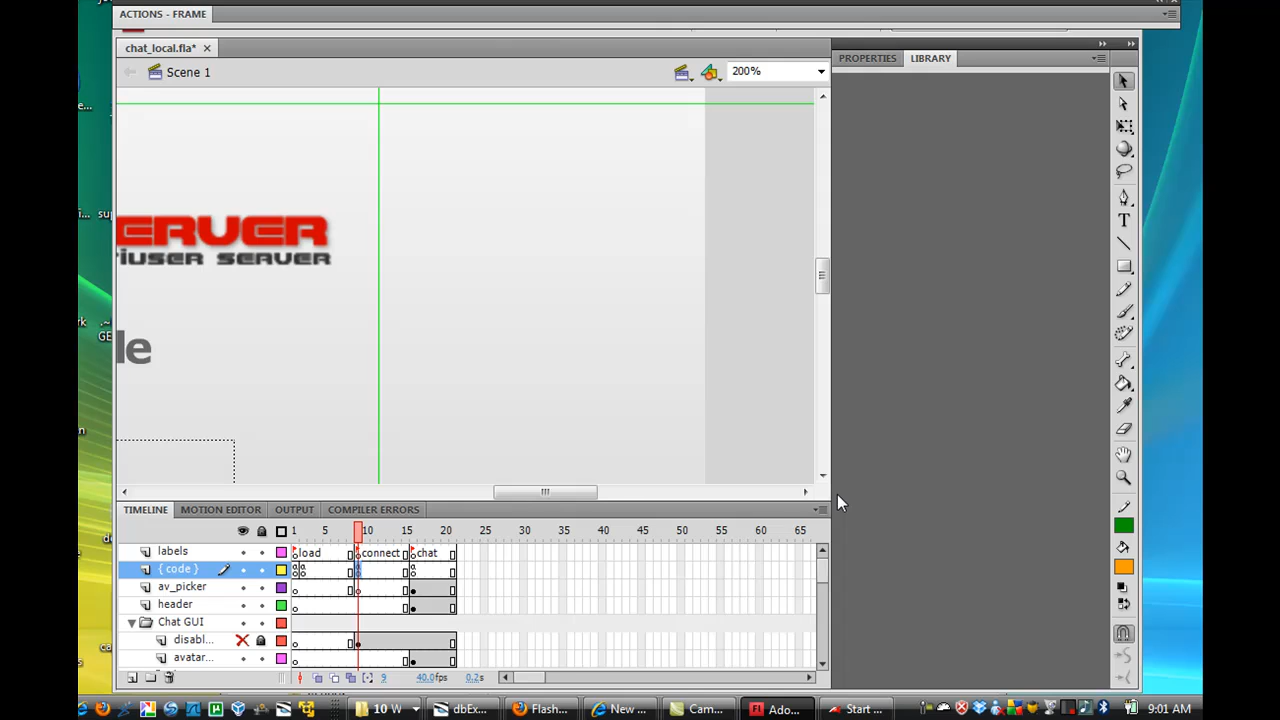 ACTIONS - FRAME
chat_local.fla*
Scene 1
200%
PROPERTIES
LIBRARY
ERVER
iuser server
le
TIMELINE
MOTION EDITOR
OUTPUT
COMPILER ERRORS
1 5 10 15 20 25 30 35 40 45 50 55 60 65
labels
load
connect
chat
{ code }
av_picker
header
Chat GUI
disabl...
avatar...
9
40.0fps
0.2s
10 W
dbEx...
Flash...
New ...
Cam...
Ado...
Start ...
9:01 AM